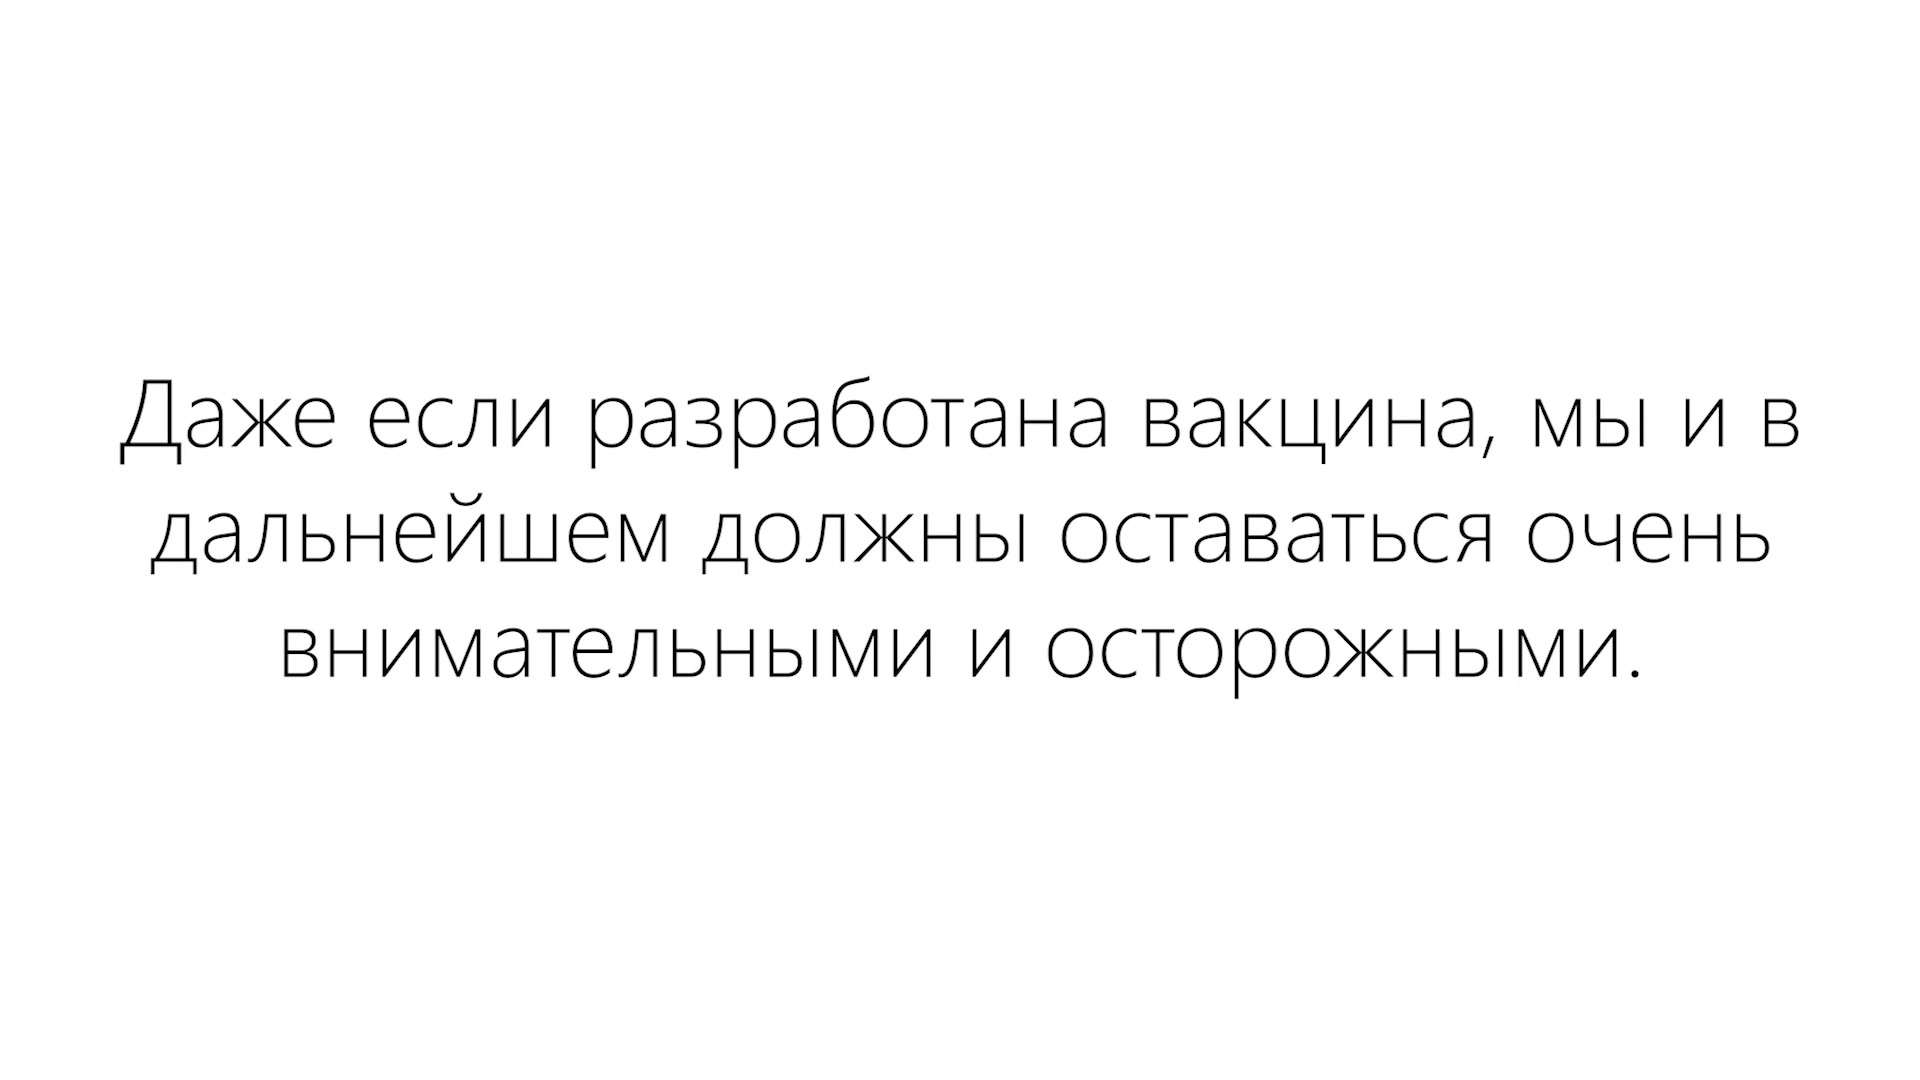 Даже если разработана вакцина, мы и в
дальнейшем должны оставаться очень
внимательными и осторожными.